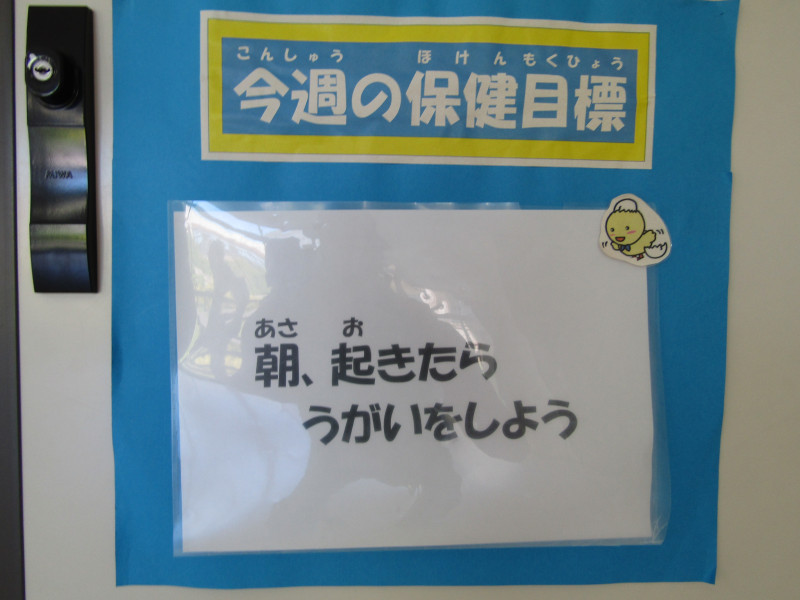 こんしゅう ほけんもくひょう
今週の保健目標
あさ お
朝、起きたら
うがいをしよう
MIWA